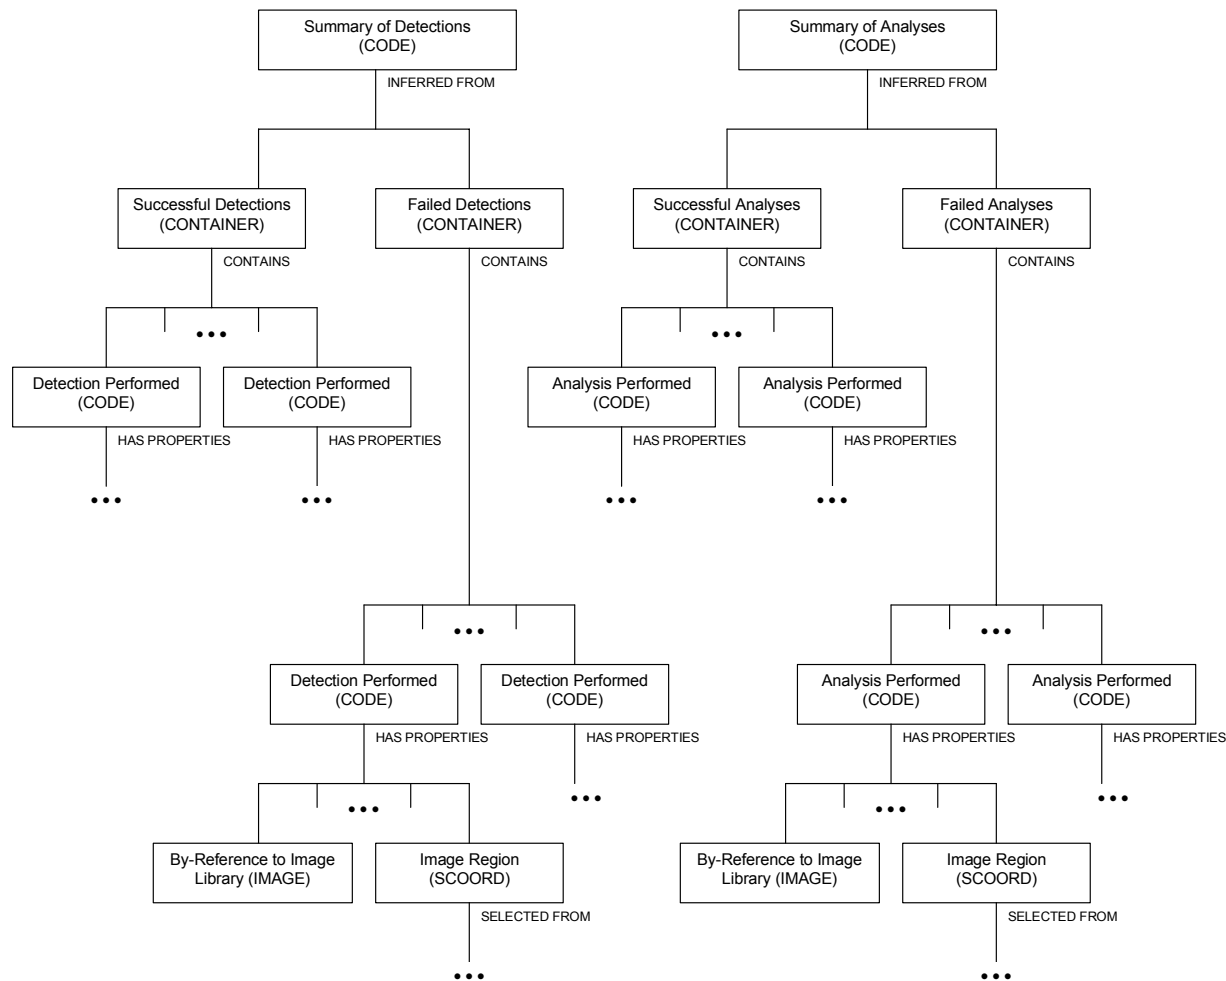 Summary of Detections
(CODE)
Summary of Analyses
(CODE)
INFERRED FROM
INFERRED FROM
Successful Detections
(CONTAINER)
Failed Detections
(CONTAINER)
Successful Analyses
(CONTAINER)
Failed Analyses
(CONTAINER)
CONTAINS
CONTAINS
CONTAINS
CONTAINS
Detection Performed
(CODE)
Detection Performed
(CODE)
Analysis Performed
(CODE)
Analysis Performed
(CODE)
HAS PROPERTIES
HAS PROPERTIES
HAS PROPERTIES
HAS PROPERTIES
Detection Performed
(CODE)
Detection Performed
(CODE)
Analysis Performed
(CODE)
Analysis Performed
(CODE)
HAS PROPERTIES
HAS PROPERTIES
HAS PROPERTIES
HAS PROPERTIES
By-Reference to Image
Library (IMAGE)
Image Region
(SCOORD)
By-Reference to Image
Library (IMAGE)
Image Region
(SCOORD)
SELECTED FROM
SELECTED FROM